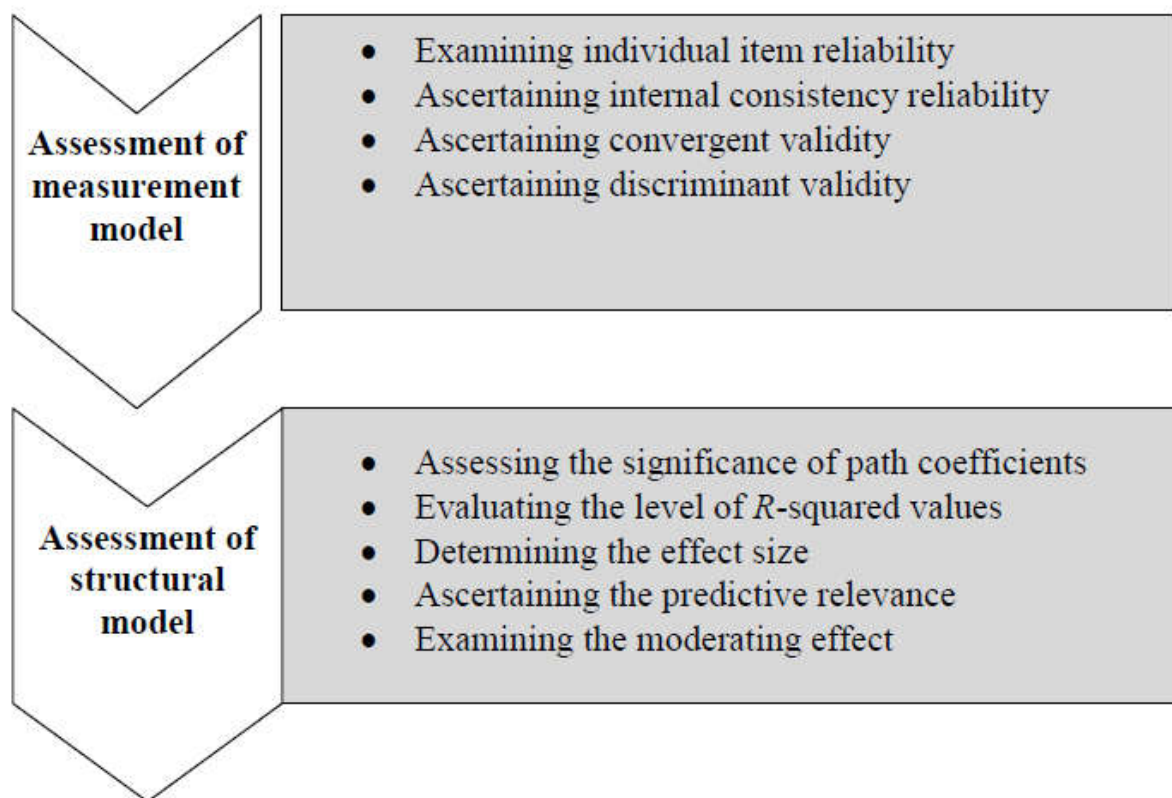 Assessment of
measurement
model
• Examining individual item reliability
• Ascertaining internal consistency reliability
• Ascertaining convergent validity
• Ascertaining discriminant validity
Assessment of
structural
model
• Assessing the significance of path coefficients
• Evaluating the level of R-squared values
• Determining the effect size
• Ascertaining the predictive relevance
• Examining the moderating effect